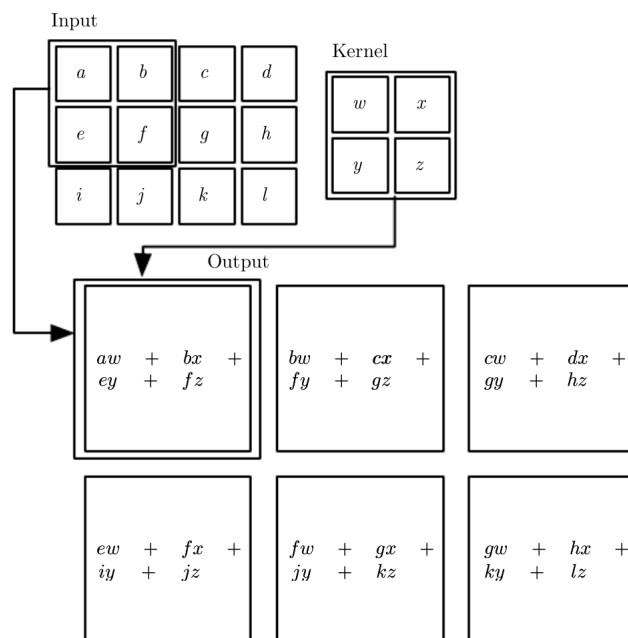 Input
a b c d
e f g h
i j k l
Kernel
w x
y z
Output
aw + bx +
ey + fz
bw + cx +
fy + gz
cw + dx +
gy + hz
ew + fx +
iy + jz
fw + gx +
jy + kz
gw + hx +
ky + lz